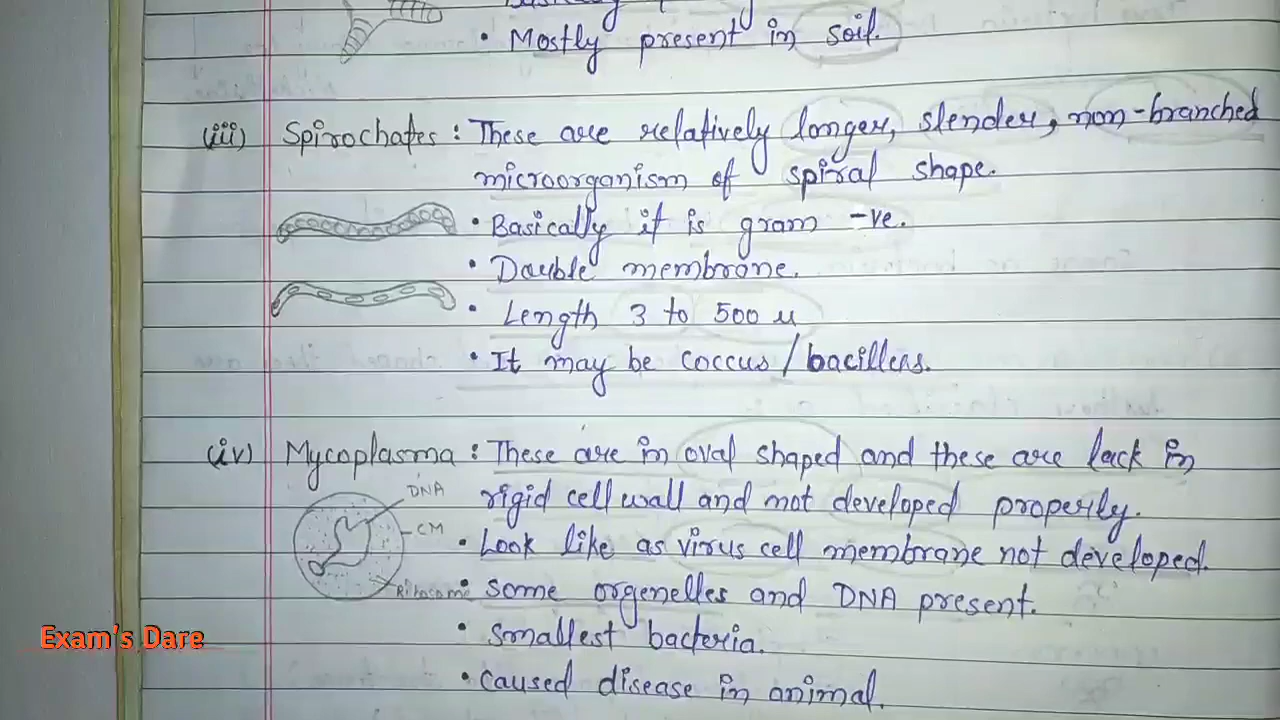 • Mostly present in soil.
(iii) Spirochates : These are relatively longer, slender, non-branched
microorganism of spiral shape.
• Basically it is gram -ve.
• Double membrane.
• Length 3 to 500 u
• It may be coccus / bacillus.
(iv) Mycoplasma : These are in oval shaped and these are lack in
DNA
rigid cell wall and not developed properly.
CM
• Look like as virus cell membrane not developed.
Ribosome
• Some orgenelles and DNA present.
Exam's Dare
• Smallest bacteria.
• Caused disease in animal.